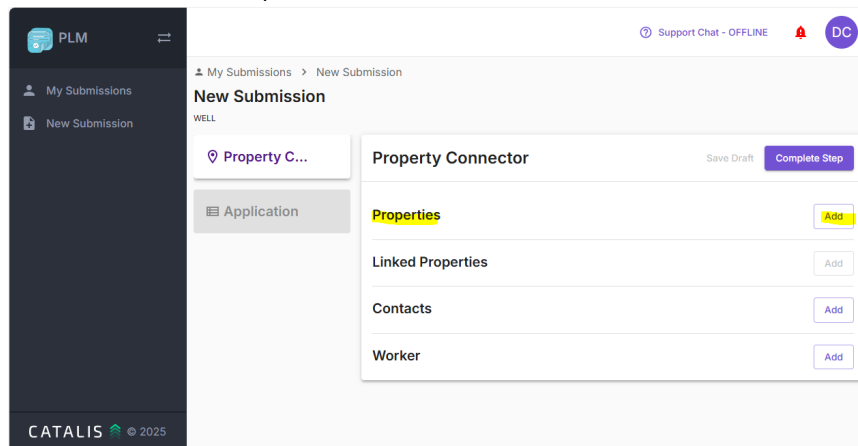 PLM
Support Chat - OFFLINE
DC
My Submissions
New Submission
My Submissions > New Submission
New Submission
WELL
Property C...
Application
Property Connector
Save Draft
Complete Step
Properties
Add
Linked Properties
Add
Contacts
Add
Worker
Add
CATALIS © 2025